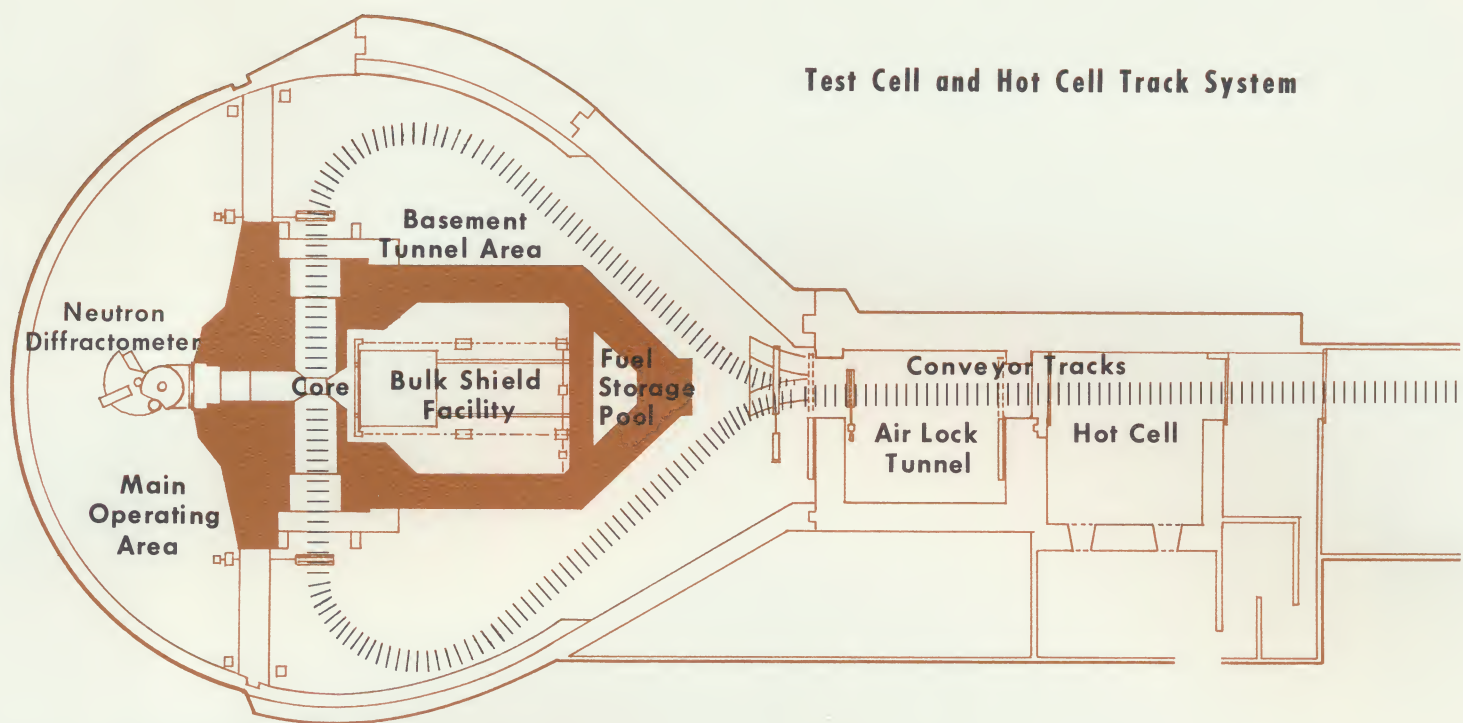 Test Cell and Hot Cell Track System
Basement
Tunnel Area
Neutron
Diffractometer
Core
Bulk Shield
Facility
Fuel
Storage
Pool
Conveyor Tracks
Air Lock
Tunnel
Hot Cell
Main
Operating
Area